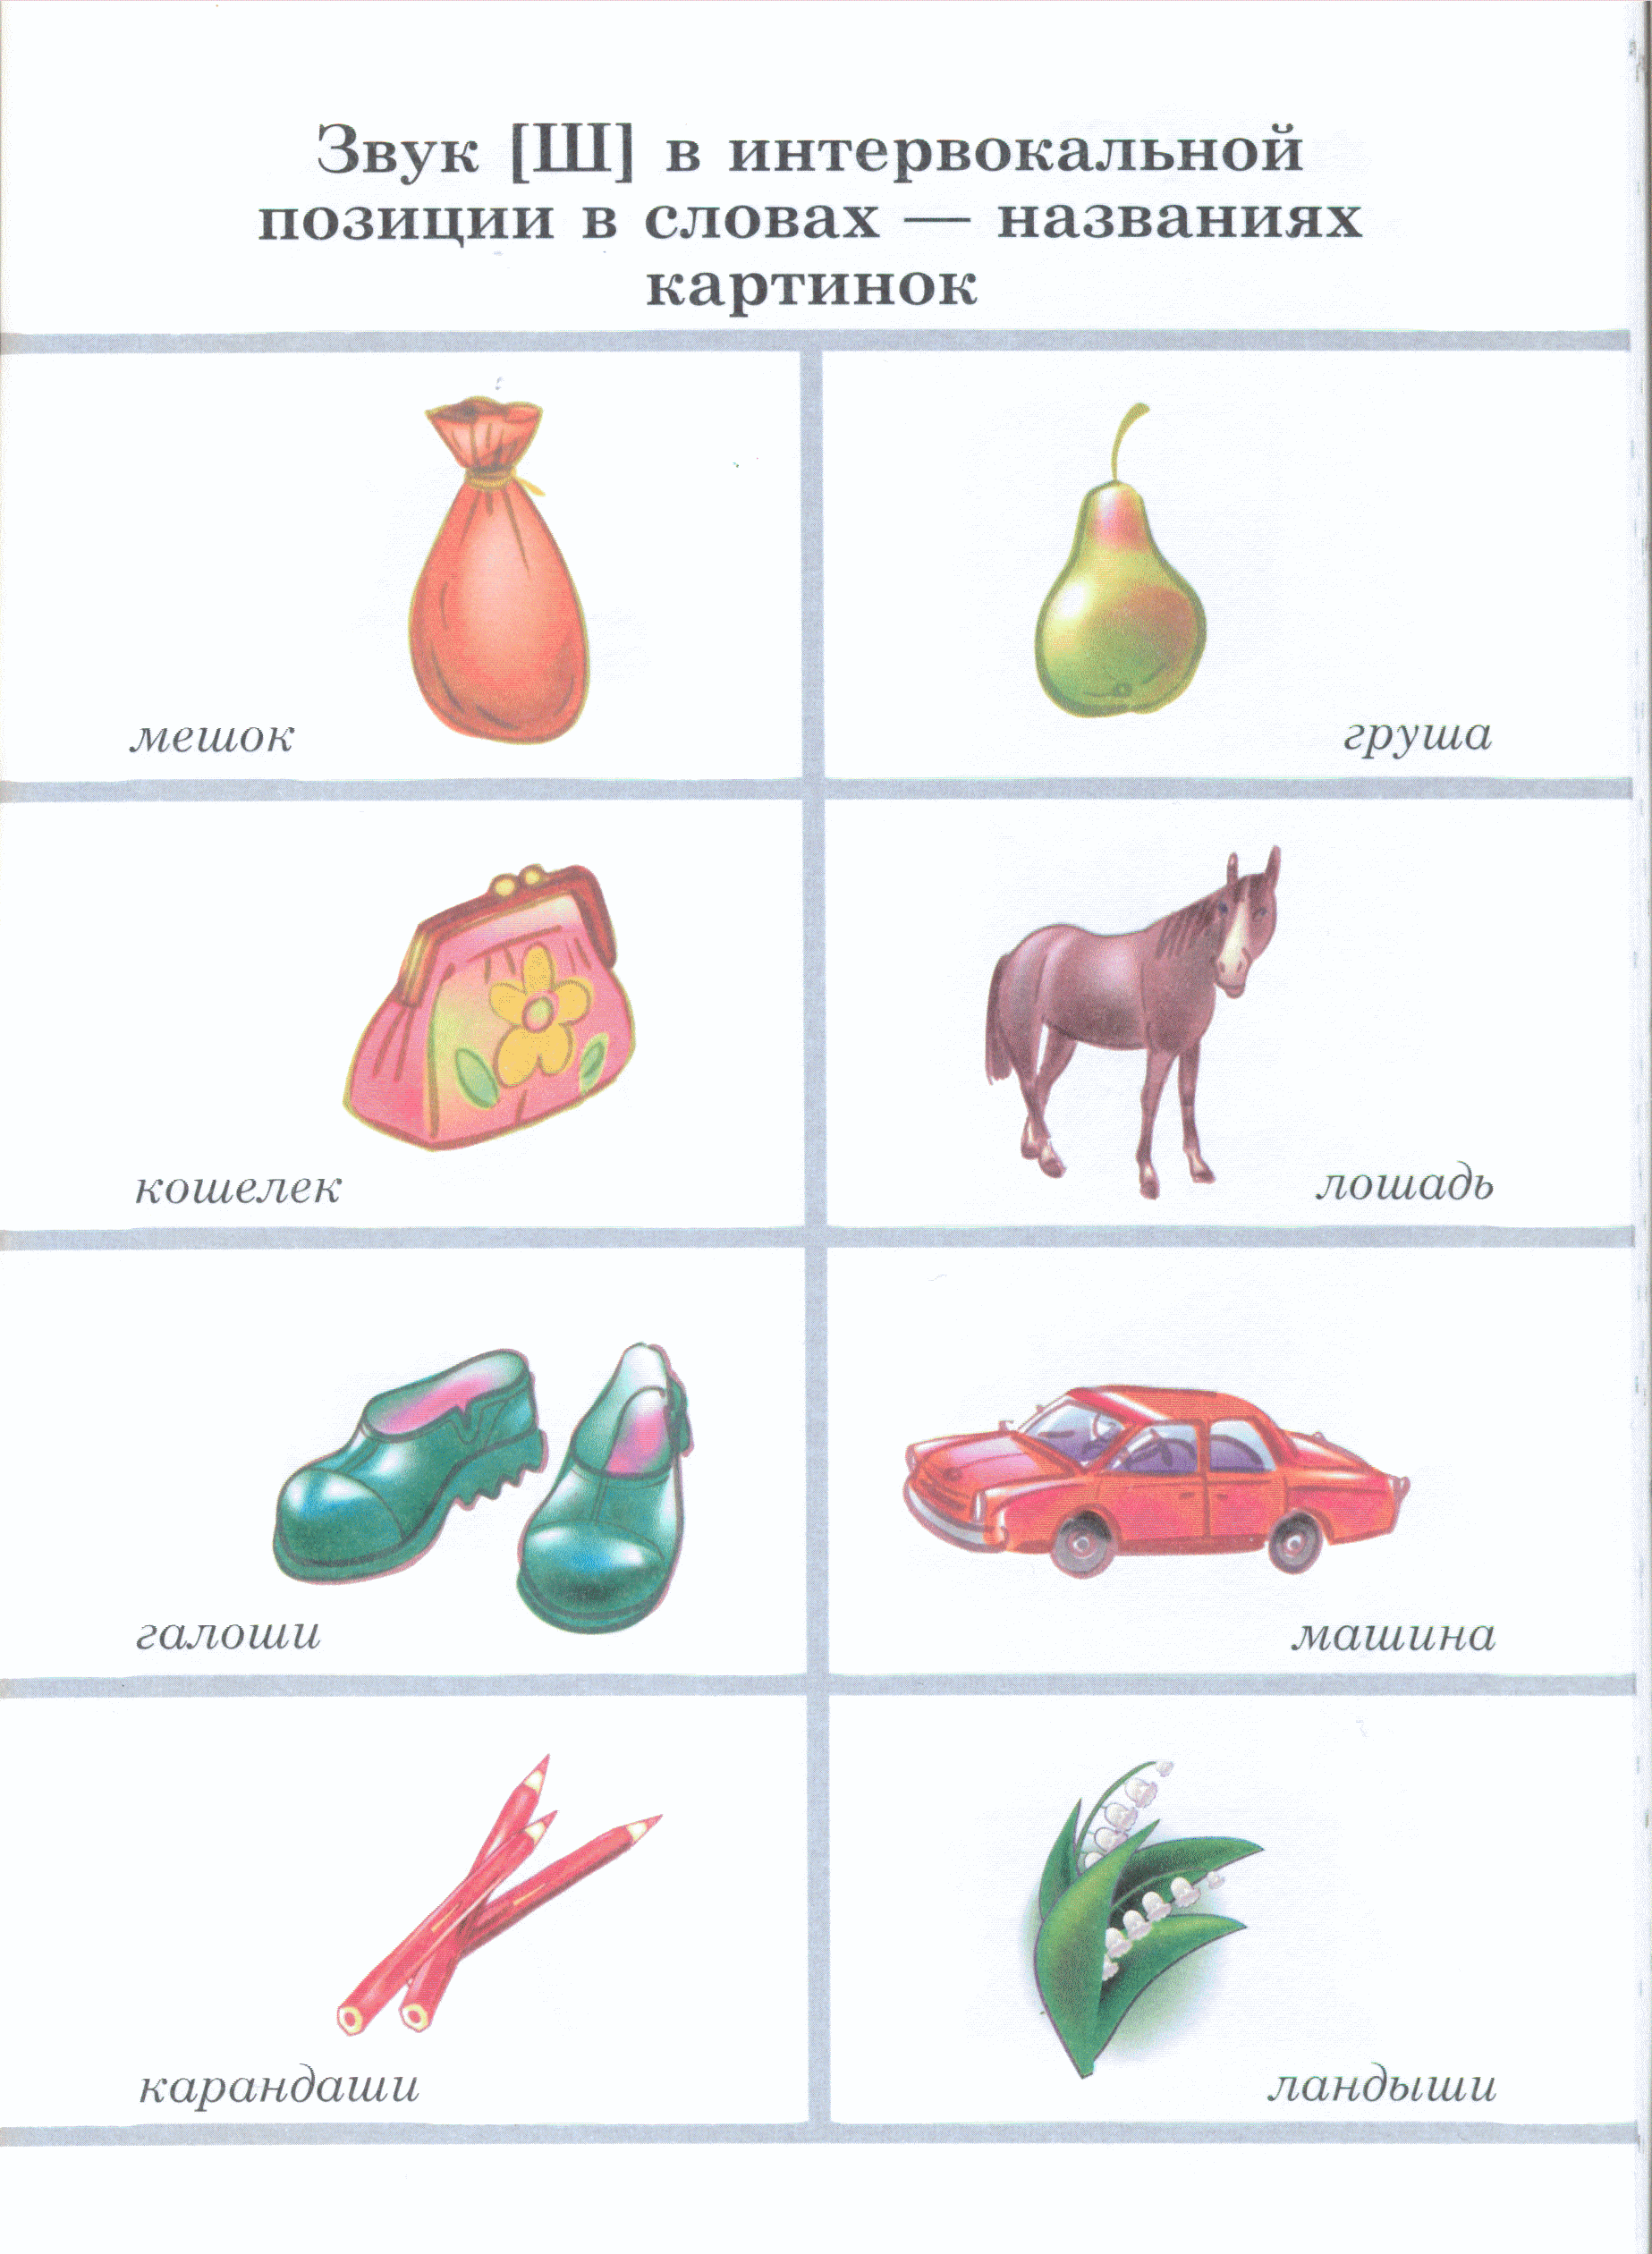 Звук [Ш] в интервокальной
позиции в словах — названиях
картинок
мешок
груша
кошелек
лошадь
галоши
машина
карандаши
ландыши